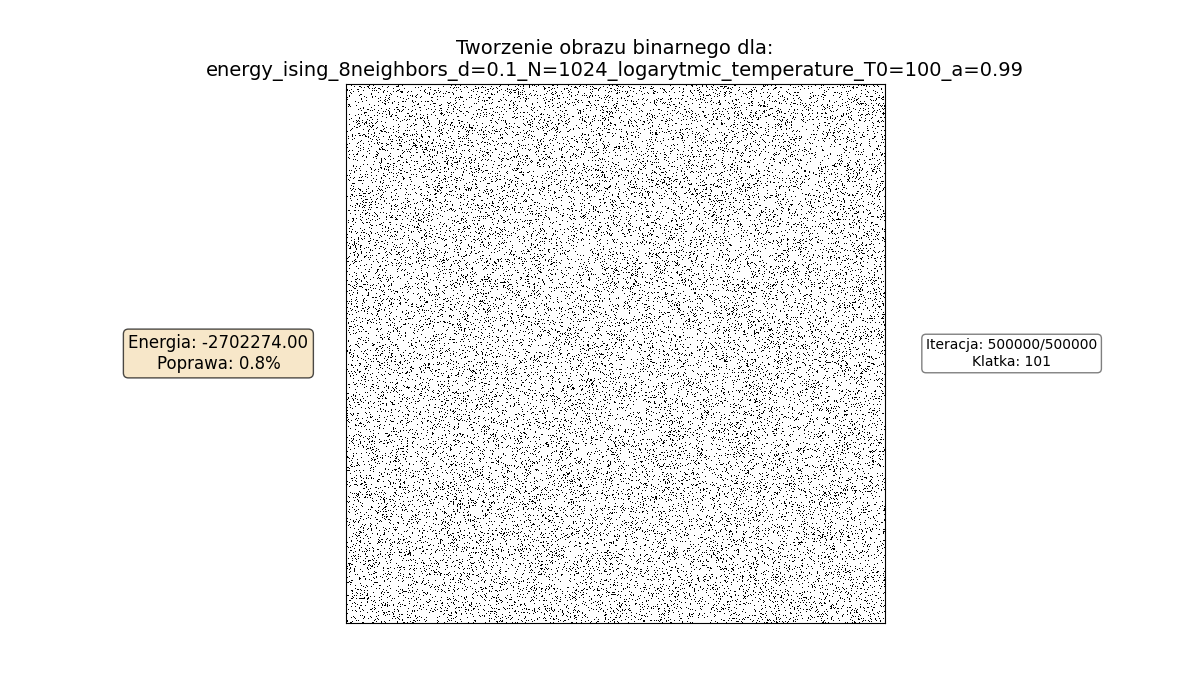 Tworzenie obrazu binarnego dla:
energy_ising_8neighbors_d=0.1_N=1024_logarytmic_temperature_T0=100_a=0.99
Energia: -2702274.00
Poprawa: 0.8%
Iteracja: 500000/500000
Klatka: 101